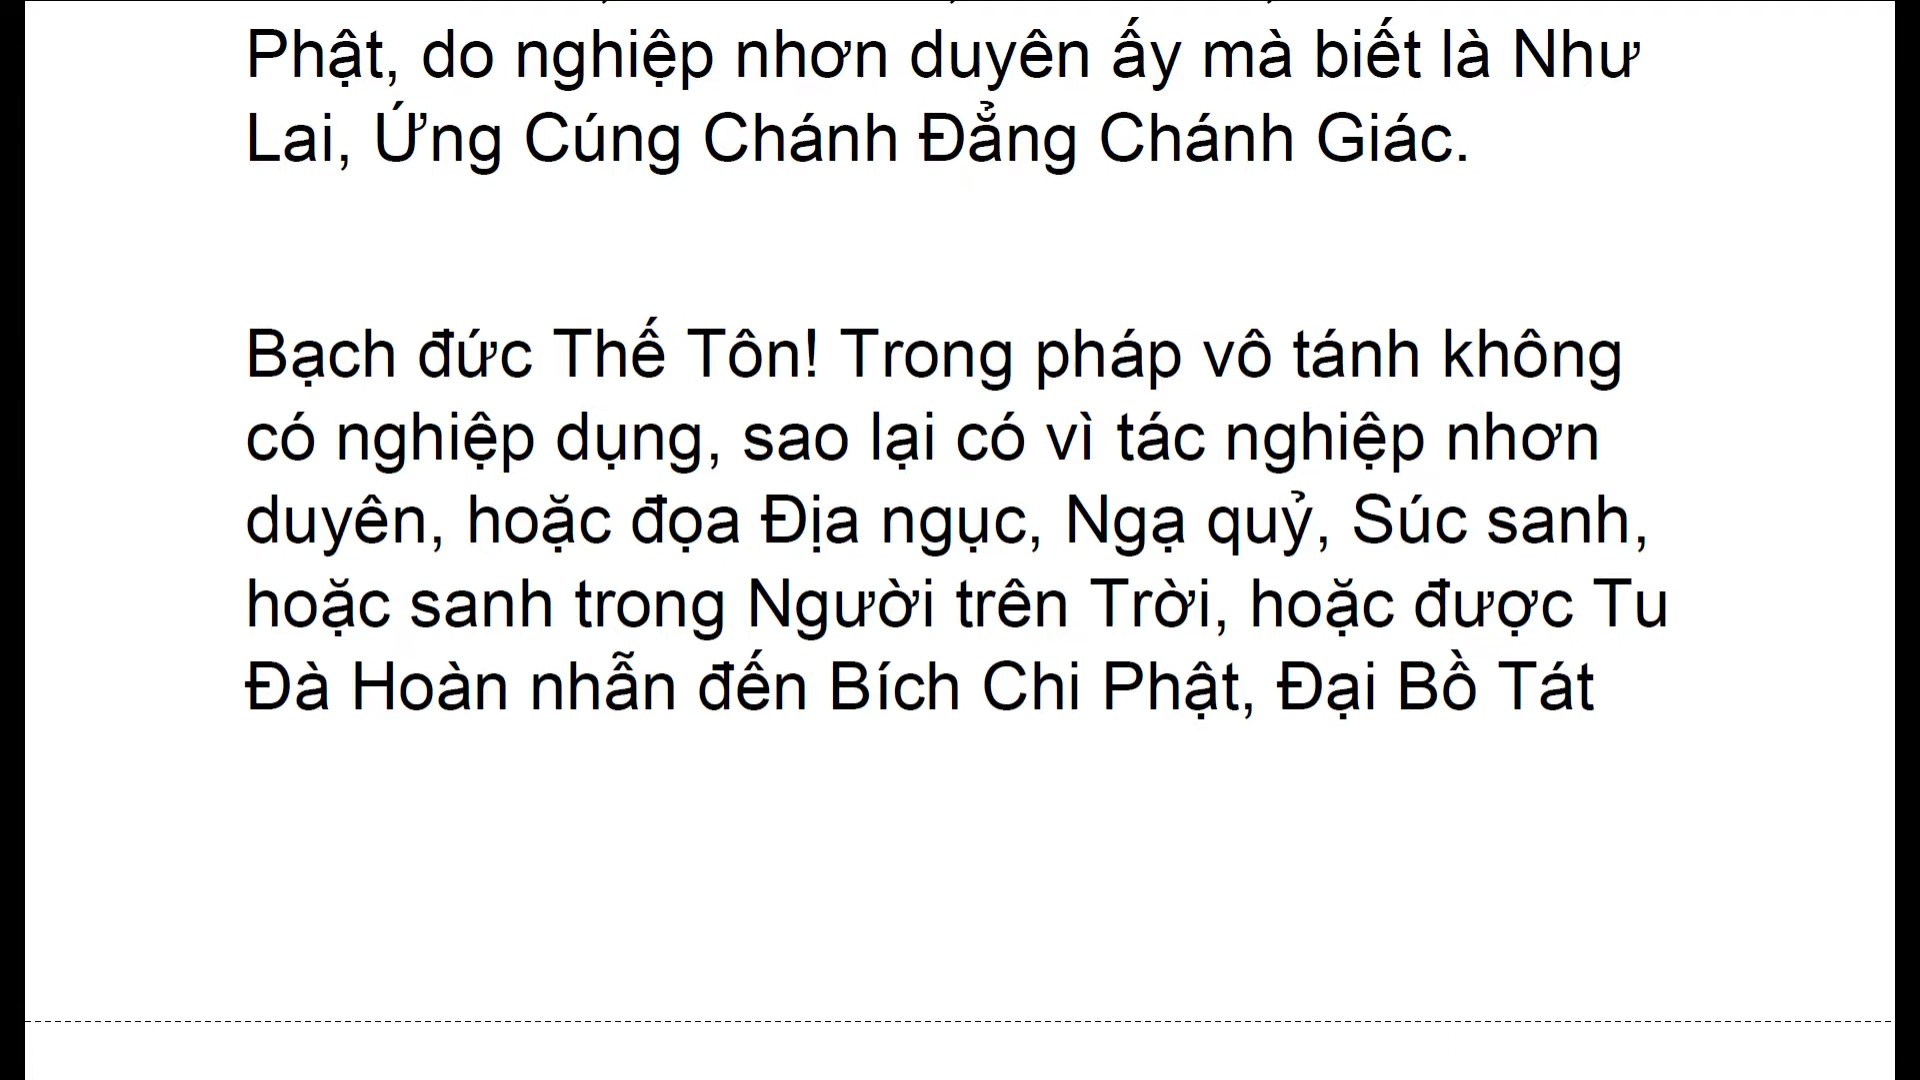 Phật, do nghiệp nhơn duyên ấy mà biết là Như
Lai, Ứng Cúng Chánh Đẳng Chánh Giác.
Bạch đức Thế Tôn! Trong pháp vô tánh không
có nghiệp dụng, sao lại có vì tác nghiệp nhơn
duyên, hoặc đọa Địa ngục, Ngạ quỷ, Súc sanh,
hoặc sanh trong Người trên Trời, hoặc được Tu
Đà Hoàn nhẫn đến Bích Chi Phật, Đại Bồ Tát